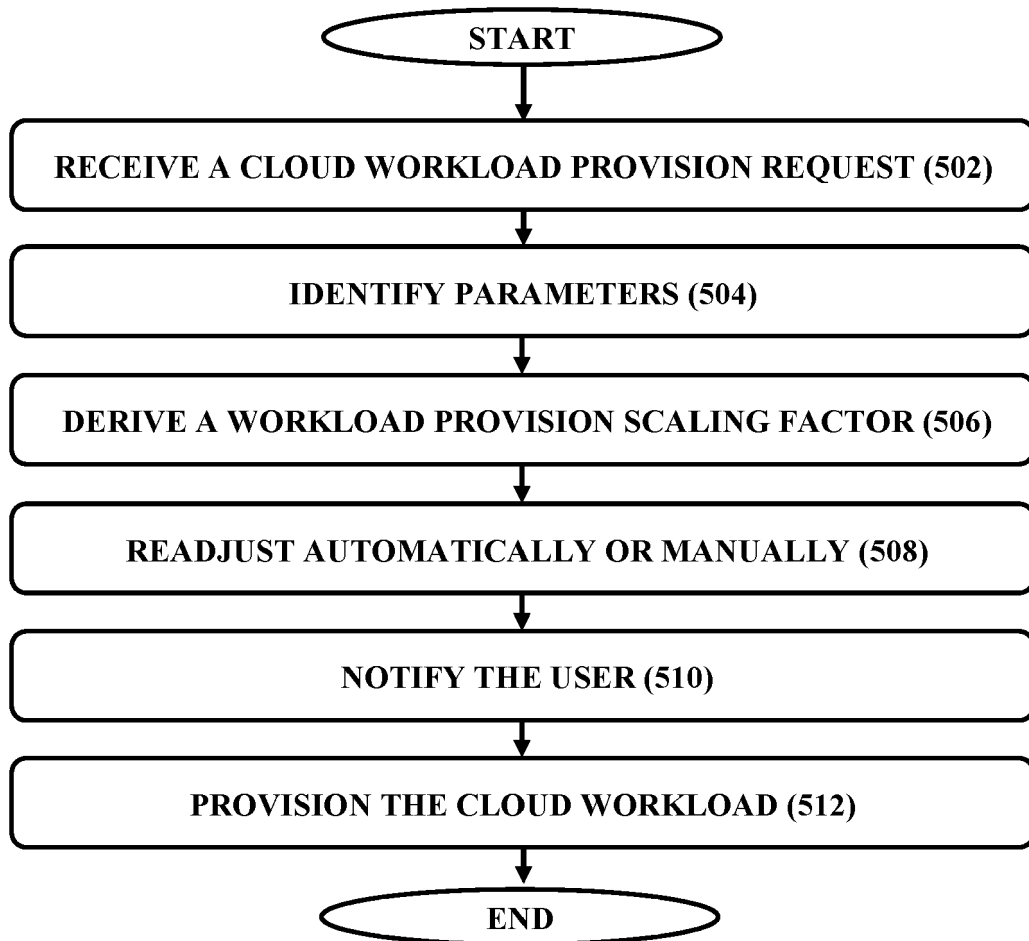 START
RECEIVE A CLOUD WORKLOAD PROVISION REQUEST (502)
IDENTIFY PARAMETERS (504)
DERIVE A WORKLOAD PROVISION SCALING FACTOR (506)
READJUST AUTOMATICALLY OR MANUALLY (508)
NOTIFY THE USER (510)
PROVISION THE CLOUD WORKLOAD (512)
END